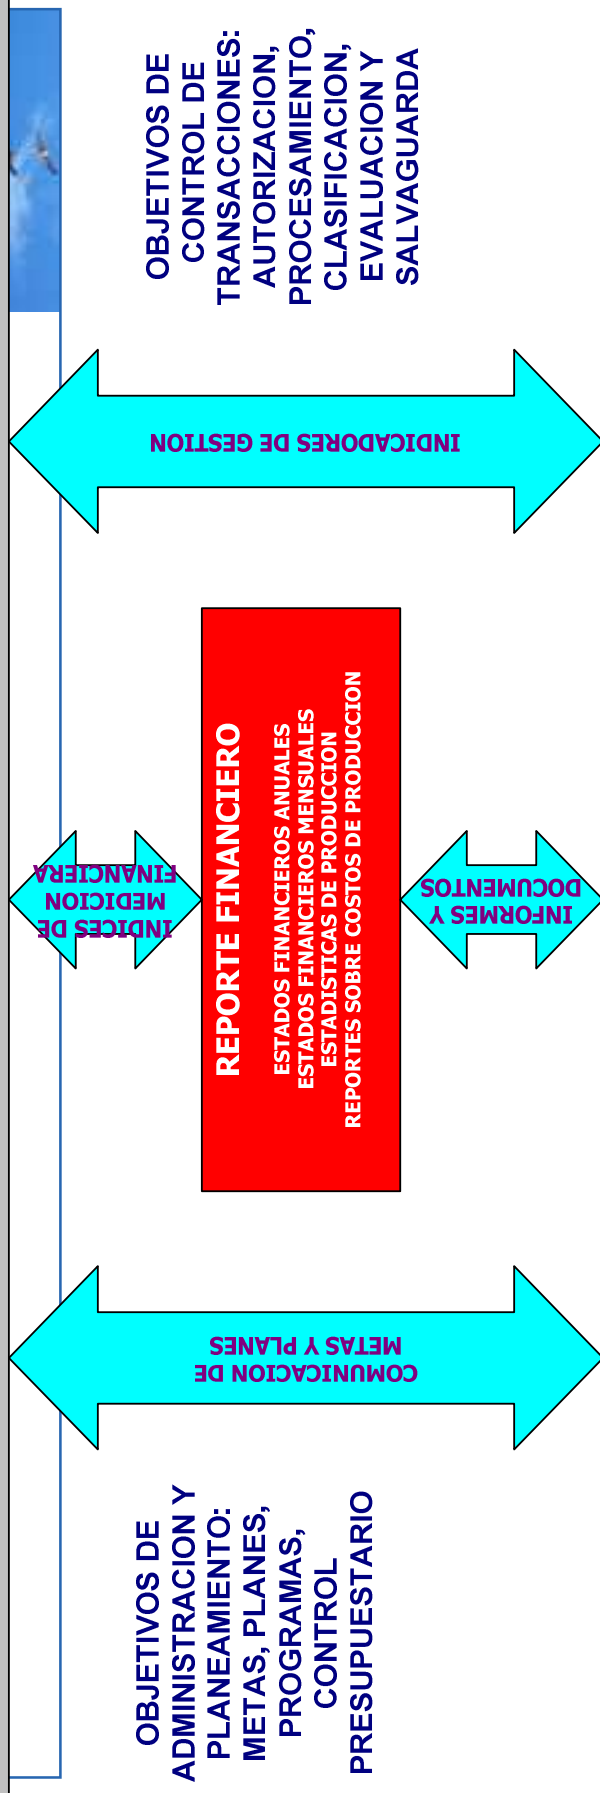 OBJETIVOS DE
ADMINISTRACION Y
PLANEAMIENTO:
METAS, PLANES,
PROGRAMAS,
CONTROL
PRESUPUESTARIO
COMUNICACION DE
METAS Y PLANES
INDICES DE
MEDICION
FINANCIERA
REPORTE FINANCIERO
ESTADOS FINANCIEROS ANUALES
ESTADOS FINANCIEROS MENSUALES
ESTADISTICAS DE PRODUCCION
REPORTES SOBRE COSTOS DE PRODUCCION
INFORMES Y
DOCUMENTOS
INDICADORES DE GESTION
OBJETIVOS DE
CONTROL DE
TRANSACCIONES:
AUTORIZACION,
PROCESAMIENTO,
CLASIFICACION,
EVALUACION Y
SALVAGUARDA